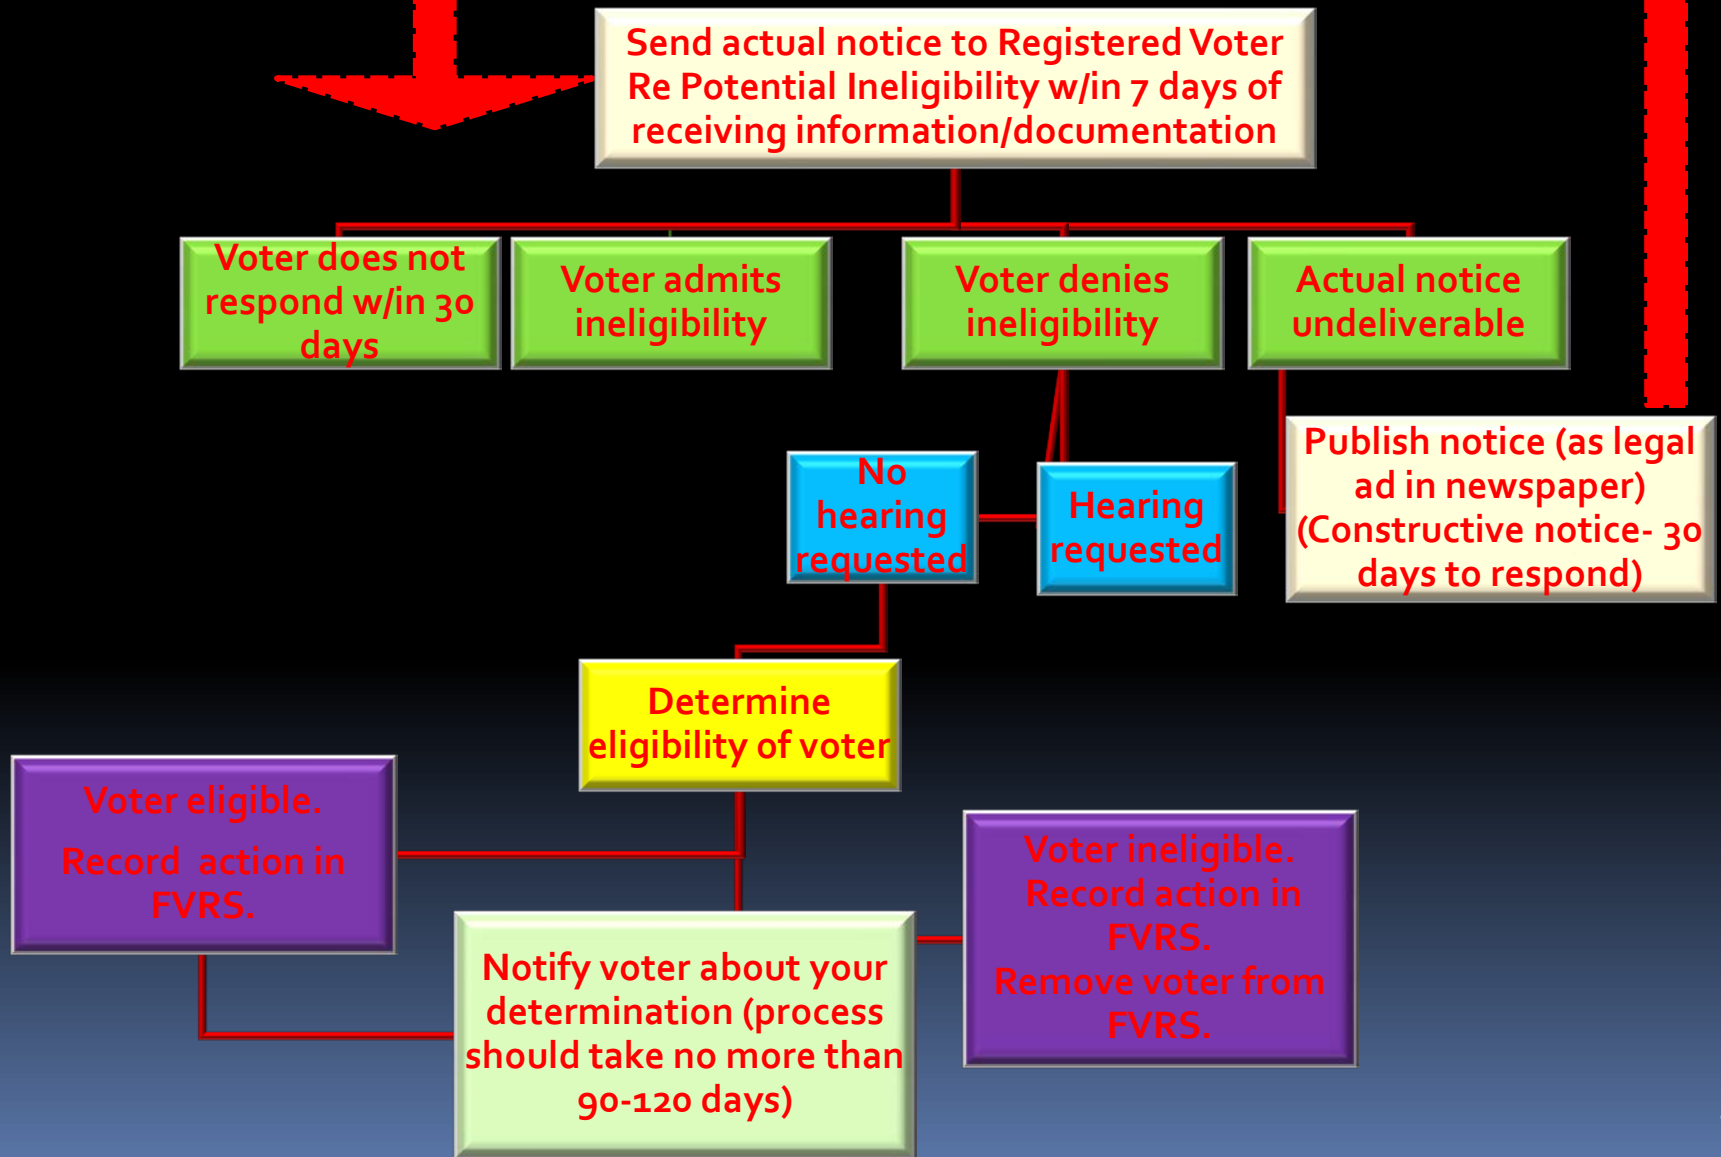 Send actual notice to Registered Voter
Re Potential Ineligibility w/in 7 days of
receiving information/documentation
Voter does not
respond w/in 30
days
Voter admits
ineligibility
Voter denies
ineligibility
Actual notice
undeliverable
No
hearing
requested
Hearing
requested
Publish notice (as legal
ad in newspaper)
(Constructive notice- 30
days to respond)
Determine
eligibility of voter
Voter eligible.
Record action in
FVRS.
Voter ineligible.
Record action in
FVRS.
Remove voter from
FVRS.
Notify voter about your
determination (process
should take no more than
90-120 days)